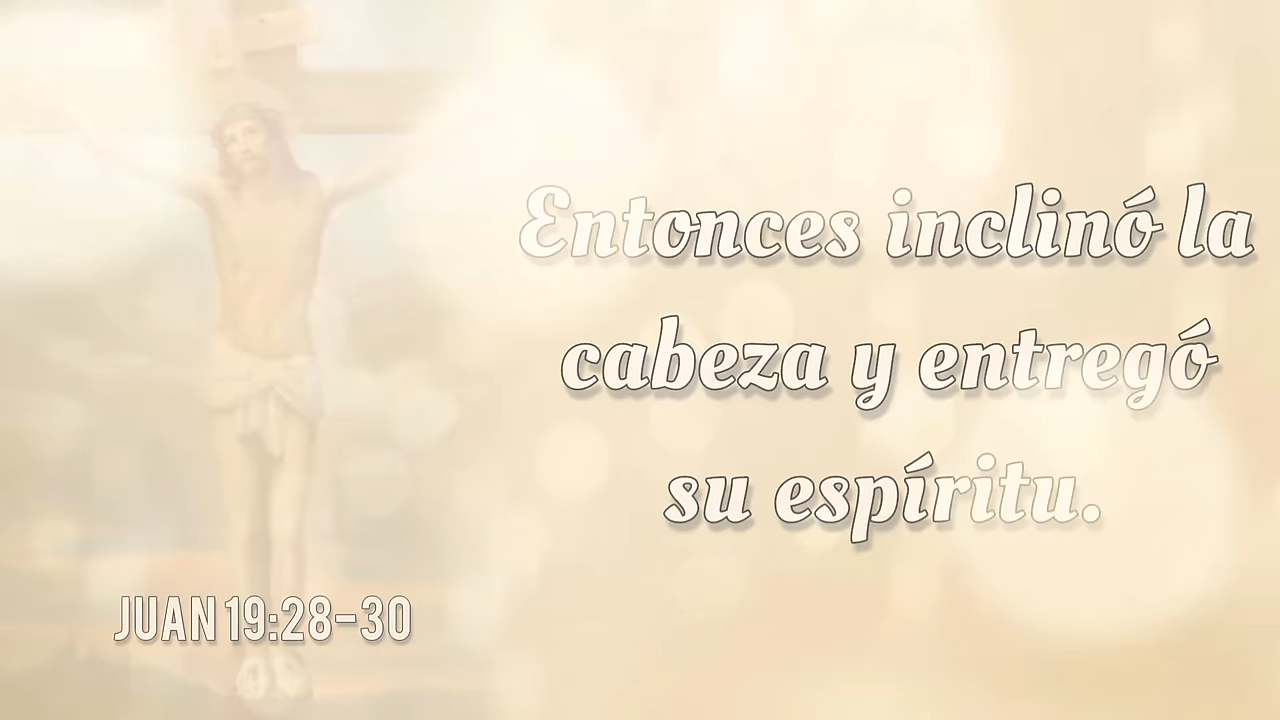 Entonces inclinó la
cabeza y entregó
su espíritu.
JUAN 19:28-30